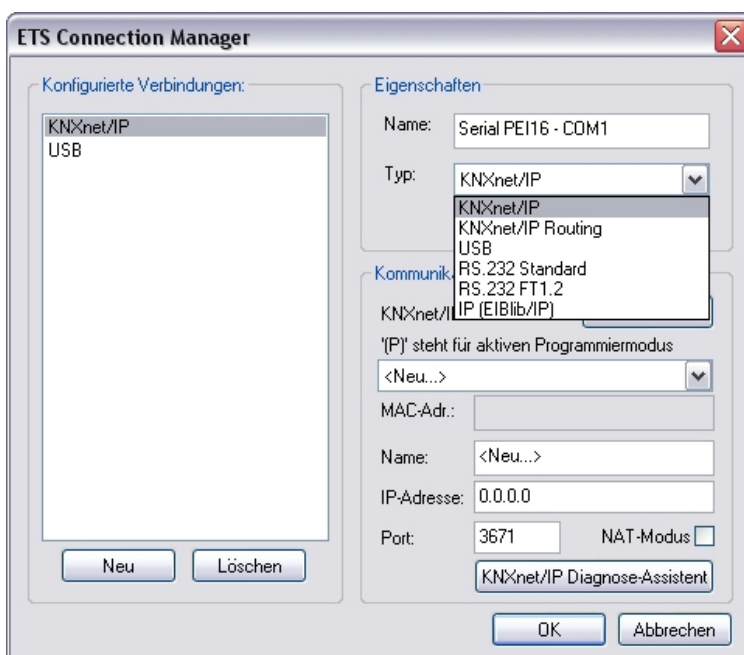 ETS Connection Manager
Konfigurierte Verbindungen:
KNXnet/IP
USB
Neu
Löschen
Eigenschaften
Name:
Serial PEI16 - COM1
Typ:
KNXnet/IP
KNXnet/IP
KNXnet/IP Routing
USB
RS.232 Standard
RS.232 FT1.2
IP (EIBlib/IP)
'(P)' steht für aktiven Programmiermodus
<Neu...>
MAC-Adr.:
Name:
<Neu...>
IP-Adresse:
0.0.0.0
Port:
3671
NAT-Modus
KNXnet/IP Diagnose-Assistent
OK
Abbrechen